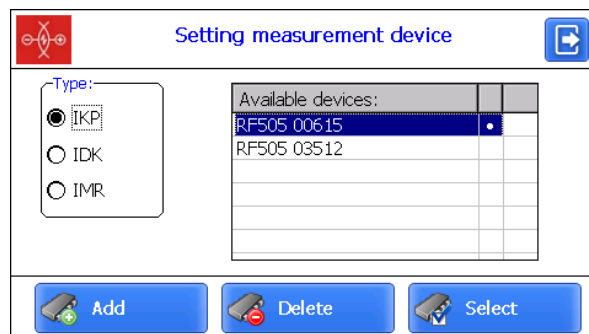 Setting measurement device
Type:
IKP
IDK
IMR
Available devices:
RF505 00615
RF505 03512
Add
Delete
Select